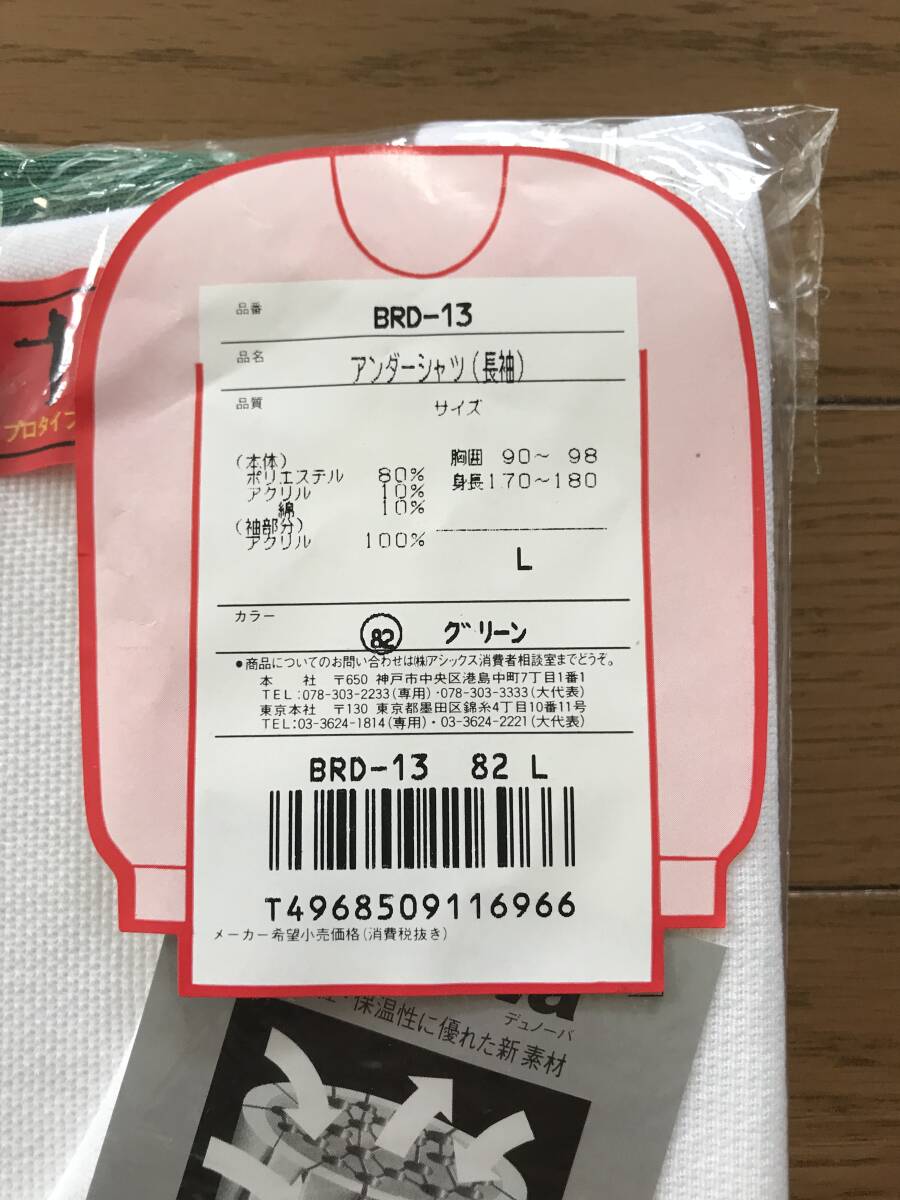 品番 BRD-13
品名 アンダーシャツ(長袖)
品質 サイズ
(本体) 胸囲 90～ 98
ポリエステル 80% 身長170～180
アクリル 10%
綿 10%
(袖部分)
アクリル 100%
L
カラー
82 グリーン
●商品についてのお問い合わせは㈱アシックス消費者相談室までどうぞ。
本 社 〒650 神戸市中央区港島中町7丁目1番1
TEL:078-303-2233(専用)・078-303-3333(大代表)
東京本社 〒130 東京都墨田区錦糸4丁目10番11号
TEL:03-3624-1814(専用)・03-3624-2221(大代表)
BRD-13 82 L
T4968509116966
メーカー希望小売価格(消費税抜き)
プロタイプ
デュノーバ
・保温性に優れた新素材